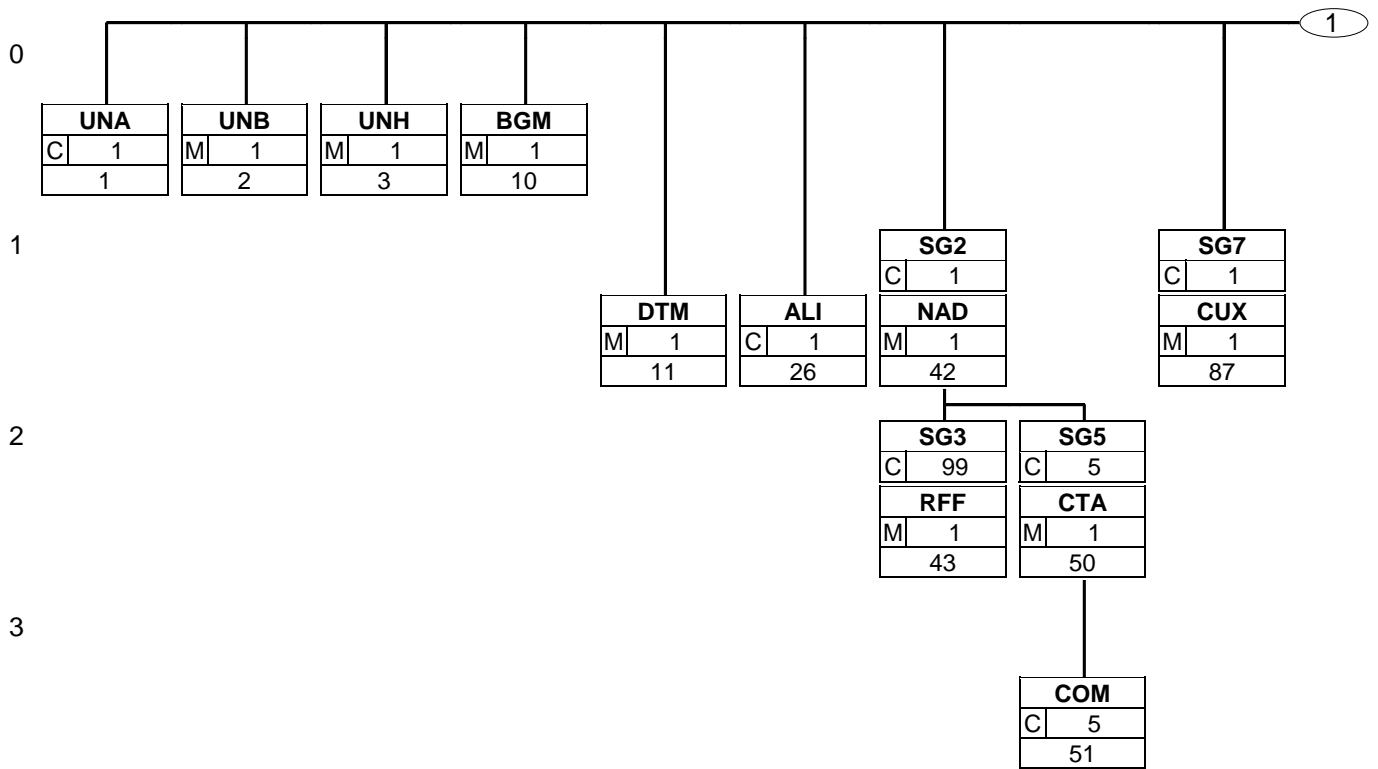 1
0
UNA UNB UNH BGM
C 1 M 1 M 1 M 1
1 2 3 10
1
SG2 SG7
C 1 C 1
DTM ALI NAD CUX
M 1 C 1 M 1 M 1
11 26 42 87
2
SG3 SG5
C 99 C 5
RFF CTA
M 1 M 1
43 50
3
COM
C 5
51